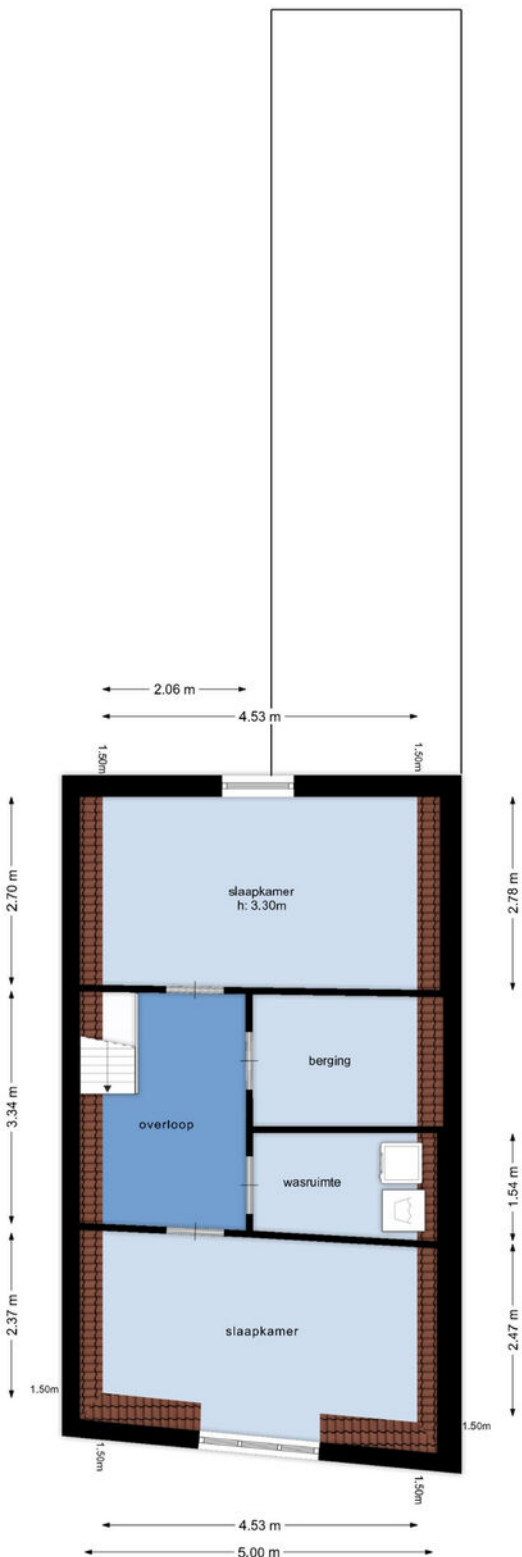 2.06 m
4.53 m
1.50m
1.50m
2.70 m
2.78 m
slaapkamer
h: 3.30m
3.34 m
berging
overloop
wasruimte
1.54 m
2.37 m
2.47 m
slaapkamer
1.50m
1.50m
1.50m
1.50m
4.53 m
5.00 m